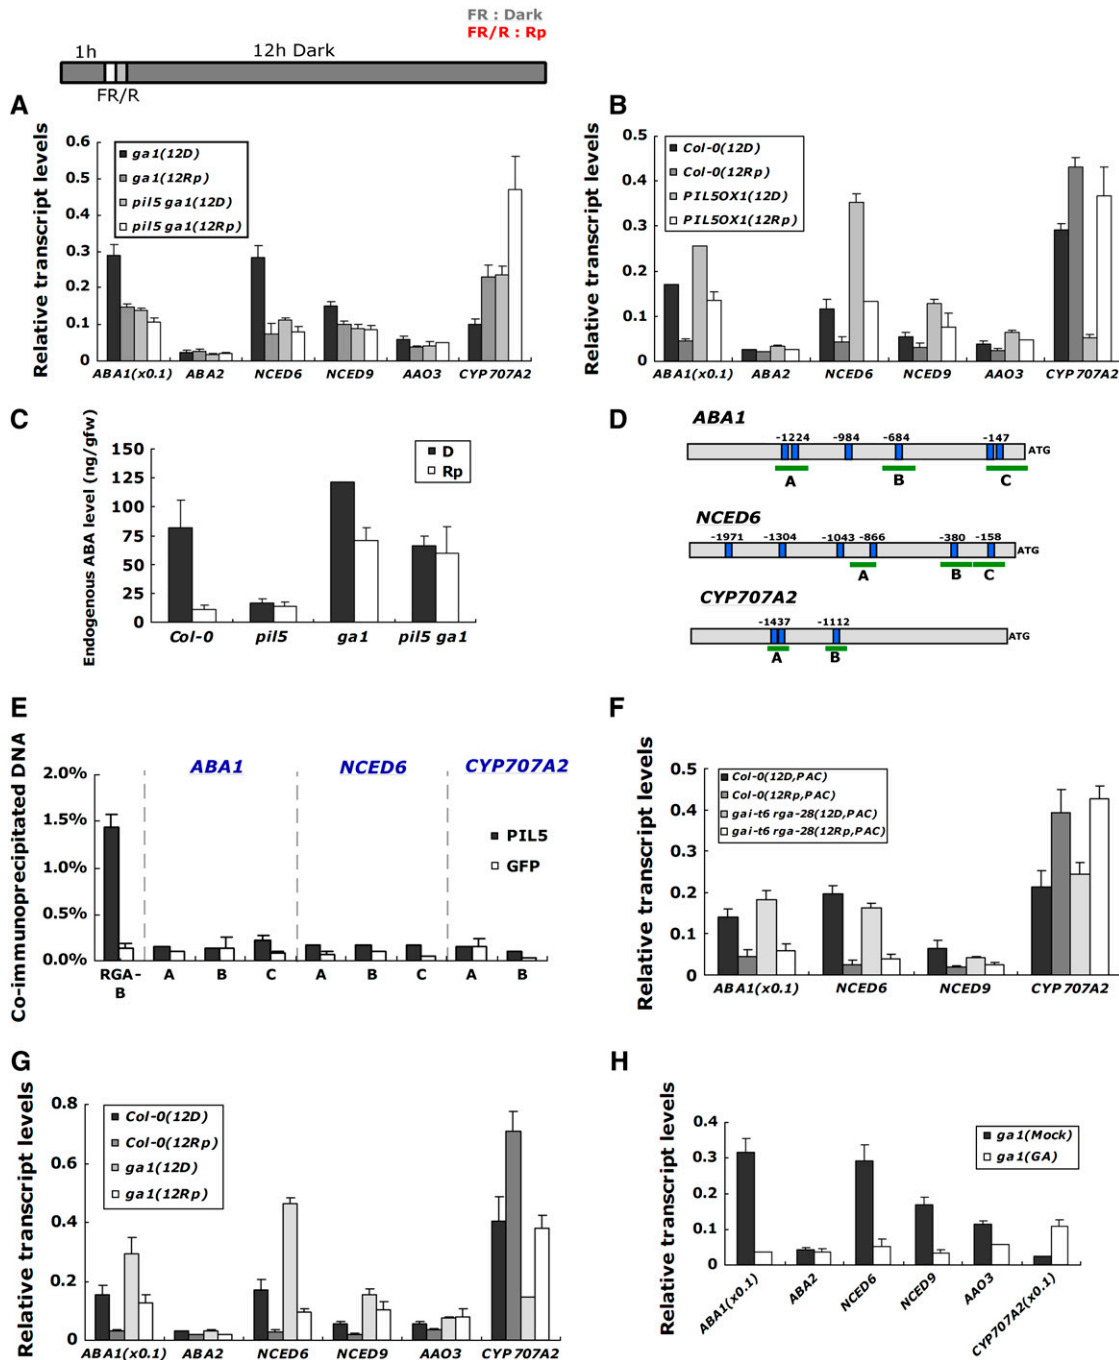 FR : Dark
FR/R : Rp
1h
12h Dark
FR/R
A
Relative transcript levels
0.6
0.5
0.4
0.3
0.2
0.1
0
ga1(12D)
ga1(12Rp)
pil5 ga1(12D)
pil5 ga1(12Rp)
ABA1(x0.1) ABA2 NCED6 NCED9 AAO3 CYP707A2
B
Relative transcript levels
0.5
0.4
0.3
0.2
0.1
0
Col-0(12D)
Col-0(12Rp)
PIL5OX1(12D)
PIL5OX1(12Rp)
ABA1(x0.1) ABA2 NCED6 NCED9 AAO3 CYP707A2
C
Endogenous ABA level (ng/gfw)
150
125
100
75
50
25
0
D
Rp
Col-0 pil5 ga1 pil5 ga1
D
ABA1
-1224 -984 -684 -147
ATG
A B C
NCED6
-1971 -1304 -1043 -866 -380 -158
ATG
A B C
CYP707A2
-1437 -1112
ATG
A B
E
Co-immunoprecipitated DNA
2.0%
1.5%
1.0%
0.5%
0.0%
ABA1 NCED6 CYP707A2
PIL5
GFP
RGA-B
A B C A B C A B
F
Relative transcript levels
0.5
0.4
0.3
0.2
0.1
0
Col-0(12D,PAC)
Col-0(12Rp,PAC)
gai-t6 rga-28(12D,PAC)
gai-t6 rga-28(12Rp,PAC)
ABA1(x0.1) NCED6 NCED9 CYP707A2
G
Relative transcript levels
0.8
0.6
0.4
0.2
0
Col-0(12D)
Col-0(12Rp)
ga1(12D)
ga1(12Rp)
ABA1(x0.1) ABA2 NCED6 NCED9 AAO3 CYP707A2
H
Relative transcript levels
0.4
0.3
0.2
0.1
0
ga1(Mock)
ga1(GA)
ABA1(x0.1) ABA2 NCED6 NCED9 AAO3 CYP707A2(x0.1)